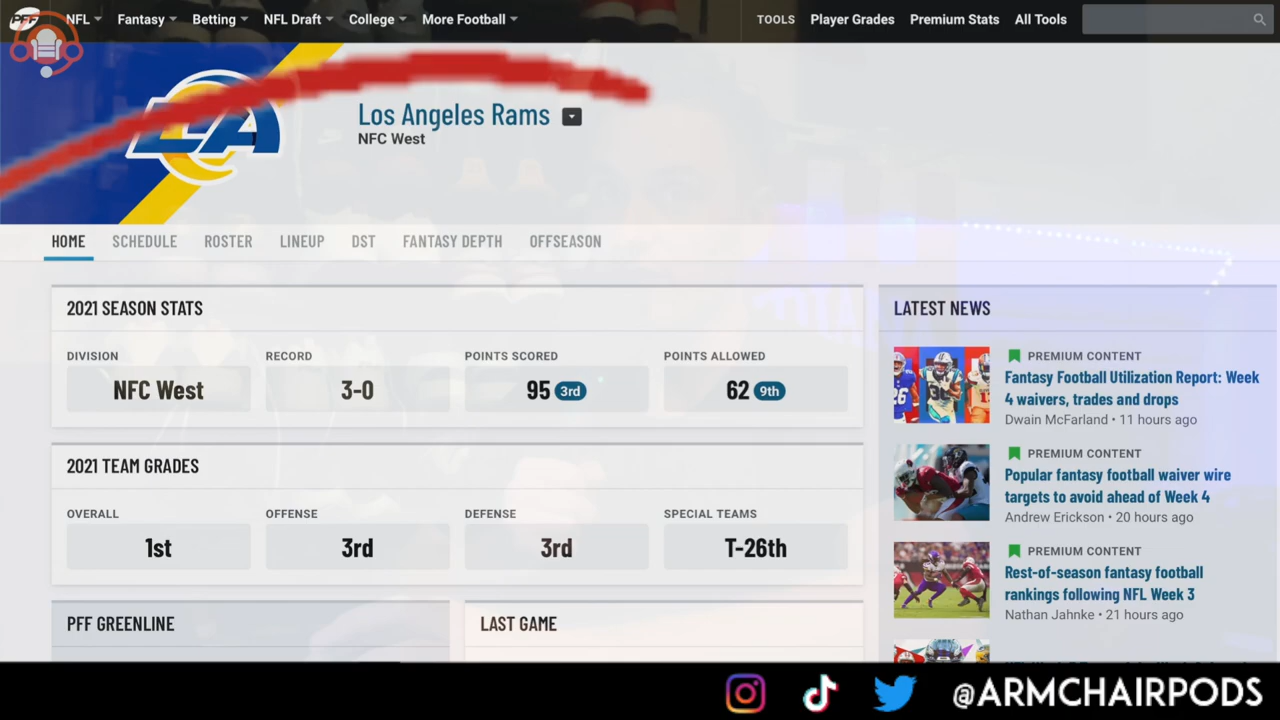 PFF
NFL
Fantasy
Betting
NFL Draft
College
More Football
TOOLS
Player Grades
Premium Stats
All Tools
LA
Los Angeles Rams
NFC West
HOME
SCHEDULE
ROSTER
LINEUP
DST
FANTASY DEPTH
OFFSEASON
2021 SEASON STATS
DIVISION
NFC West
RECORD
3-0
POINTS SCORED
95 3rd
POINTS ALLOWED
62 9th
2021 TEAM GRADES
OVERALL
1st
OFFENSE
3rd
DEFENSE
3rd
SPECIAL TEAMS
T-26th
PFF GREENLINE
LAST GAME
LATEST NEWS
PREMIUM CONTENT
Fantasy Football Utilization Report: Week
4 waivers, trades and drops
Dwain McFarland • 11 hours ago
PREMIUM CONTENT
Popular fantasy football waiver wire
targets to avoid ahead of Week 4
Andrew Erickson • 20 hours ago
PREMIUM CONTENT
Rest-of-season fantasy football
rankings following NFL Week 3
Nathan Jahnke • 21 hours ago
@ARMCHAIRPODS